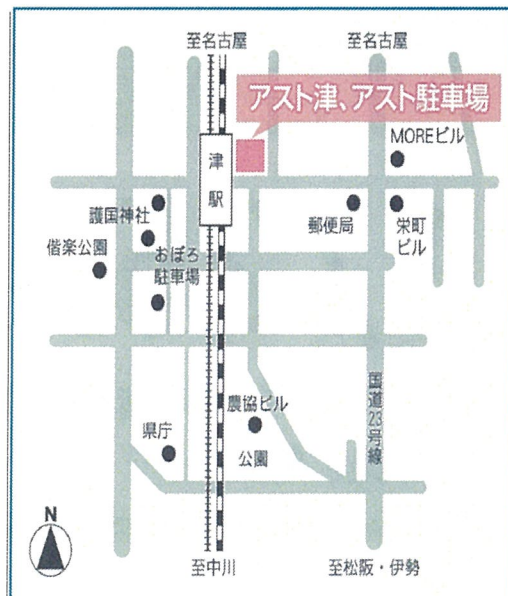 至名古屋
至名古屋
アスト津、アスト駐車場
MOREビル
津駅
護国神社
郵便局
栄町
ビル
偕楽公園
おぼろ
駐車場
国道23号線
農協ビル
県庁
公園
N
至中川
至松阪・伊勢